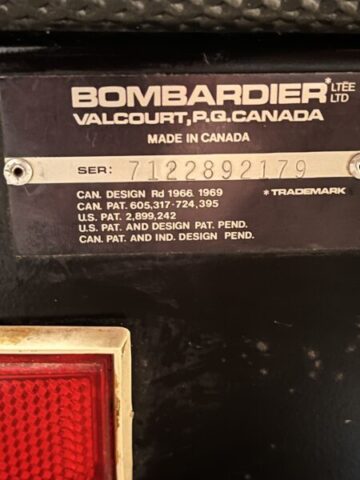 BOMBARDIER* LTÉE LTD
VALCOURT, P.Q. CANADA
MADE IN CANADA
SER: 7122892179
CAN. DESIGN Rd 1966, 1969 *TRADEMARK
CAN. PAT. 605,317-724,395
U.S. PAT. 2,899,242
U.S. PAT. AND DESIGN PAT. PEND.
CAN. PAT. AND IND. DESIGN PEND.